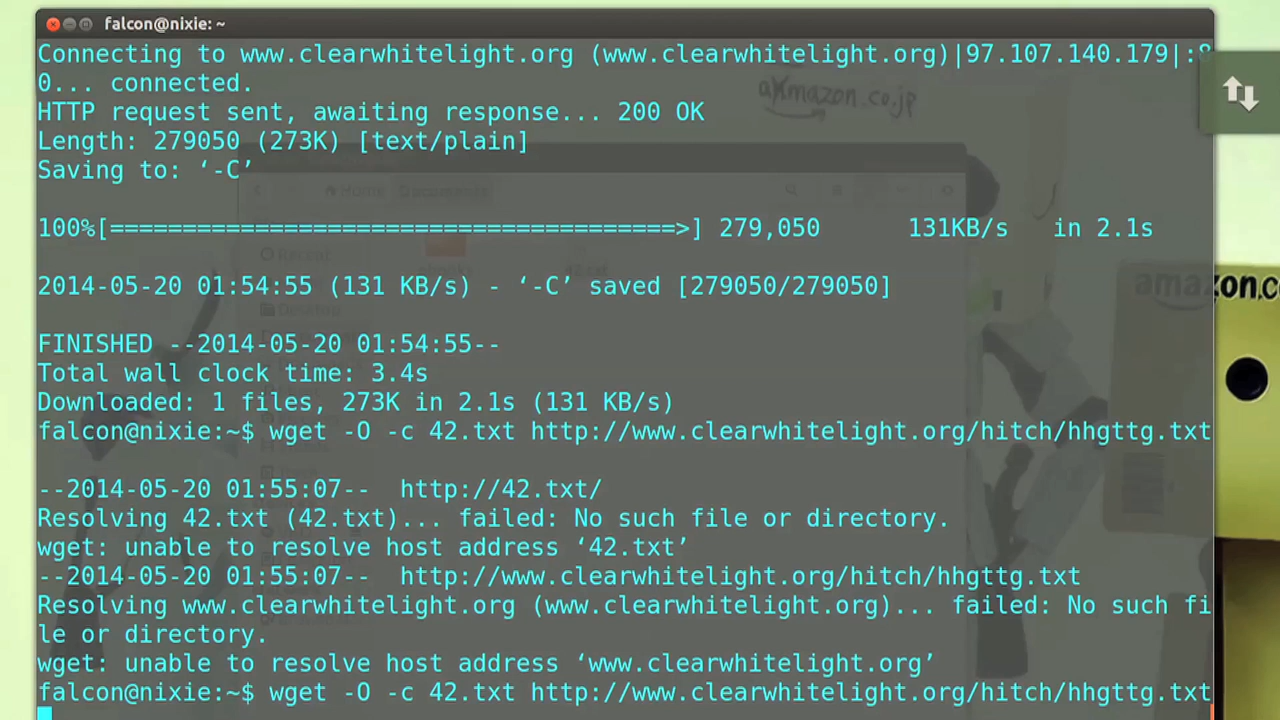 falcon@nixie: ~
Connecting to www.clearwhitelight.org (www.clearwhitelight.org)|97.107.140.179|:8
0... connected.
HTTP request sent, awaiting response... 200 OK
Length: 279050 (273K) [text/plain]
Saving to: ‘-C’
100%[=======================================>] 279,050      131KB/s   in 2.1s
2014-05-20 01:54:55 (131 KB/s) - ‘-C’ saved [279050/279050]
FINISHED --2014-05-20 01:54:55--
Total wall clock time: 3.4s
Downloaded: 1 files, 273K in 2.1s (131 KB/s)
falcon@nixie:~$ wget -O -c 42.txt http://www.clearwhitelight.org/hitch/hhgttg.txt
--2014-05-20 01:55:07--  http://42.txt/
Resolving 42.txt (42.txt)... failed: No such file or directory.
wget: unable to resolve host address ‘42.txt’
--2014-05-20 01:55:07--  http://www.clearwhitelight.org/hitch/hhgttg.txt
Resolving www.clearwhitelight.org (www.clearwhitelight.org)... failed: No such fi
le or directory.
wget: unable to resolve host address ‘www.clearwhitelight.org’
falcon@nixie:~$ wget -O -c 42.txt http://www.clearwhitelight.org/hitch/hhgttg.txt
amazon.co.jp
Home
Desktop
amazon.co